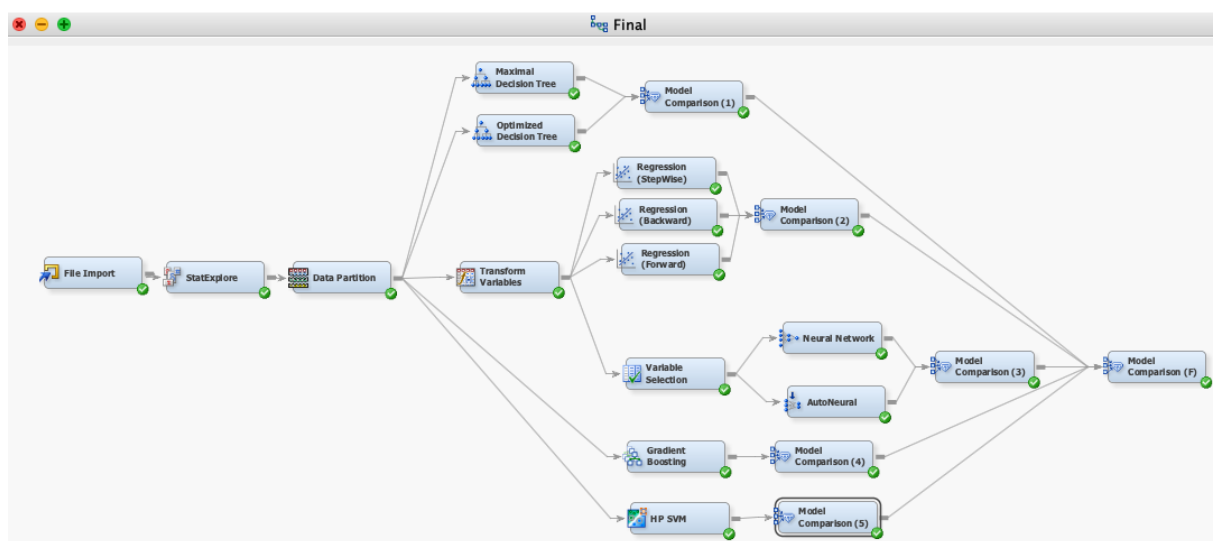 Final
Maximal
Decision Tree
Model
Comparison (1)
Optimized
Decision Tree
Regression
(StepWise)
Regression
(Backward)
Model
Comparison (2)
Regression
(Forward)
File Import
StatExplore
Data Partition
Transform
Variables
Neural Network
Variable
Selection
Model
Comparison (3)
Model
Comparison (F)
AutoNeural
Gradient
Boosting
Model
Comparison (4)
HP SVM
Model
Comparison (5)